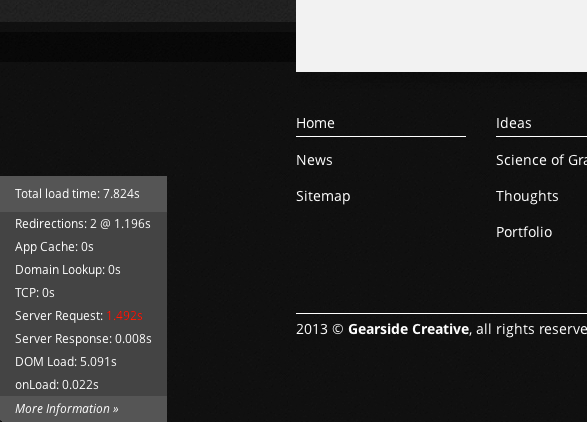 Home
News
Sitemap
Ideas
Science of Gra
Thoughts
Portfolio
Total load time: 7.824s
Redirections: 2 @ 1.196s
App Cache: 0s
Domain Lookup: 0s
TCP: 0s
Server Request: 1.492s
Server Response: 0.008s
DOM Load: 5.091s
onLoad: 0.022s
More Information »
2013 © Gearside Creative, all rights reserve